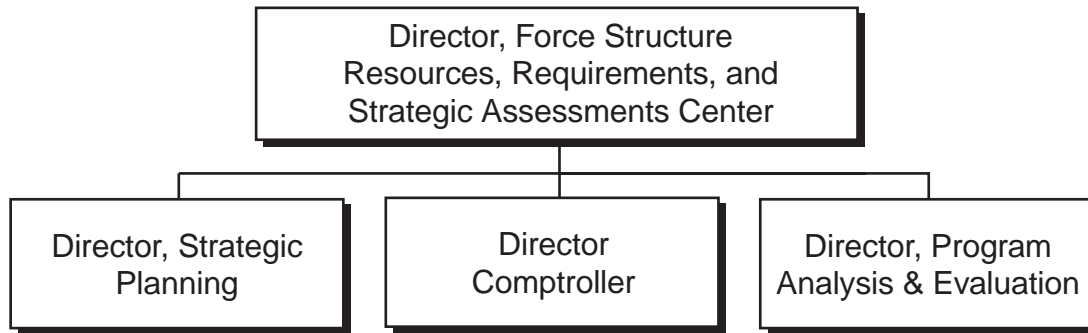 Director, Force Structure
Resources, Requirements, and
Strategic Assessments Center
Director, Strategic
Planning
Director
Comptroller
Director, Program
Analysis & Evaluation